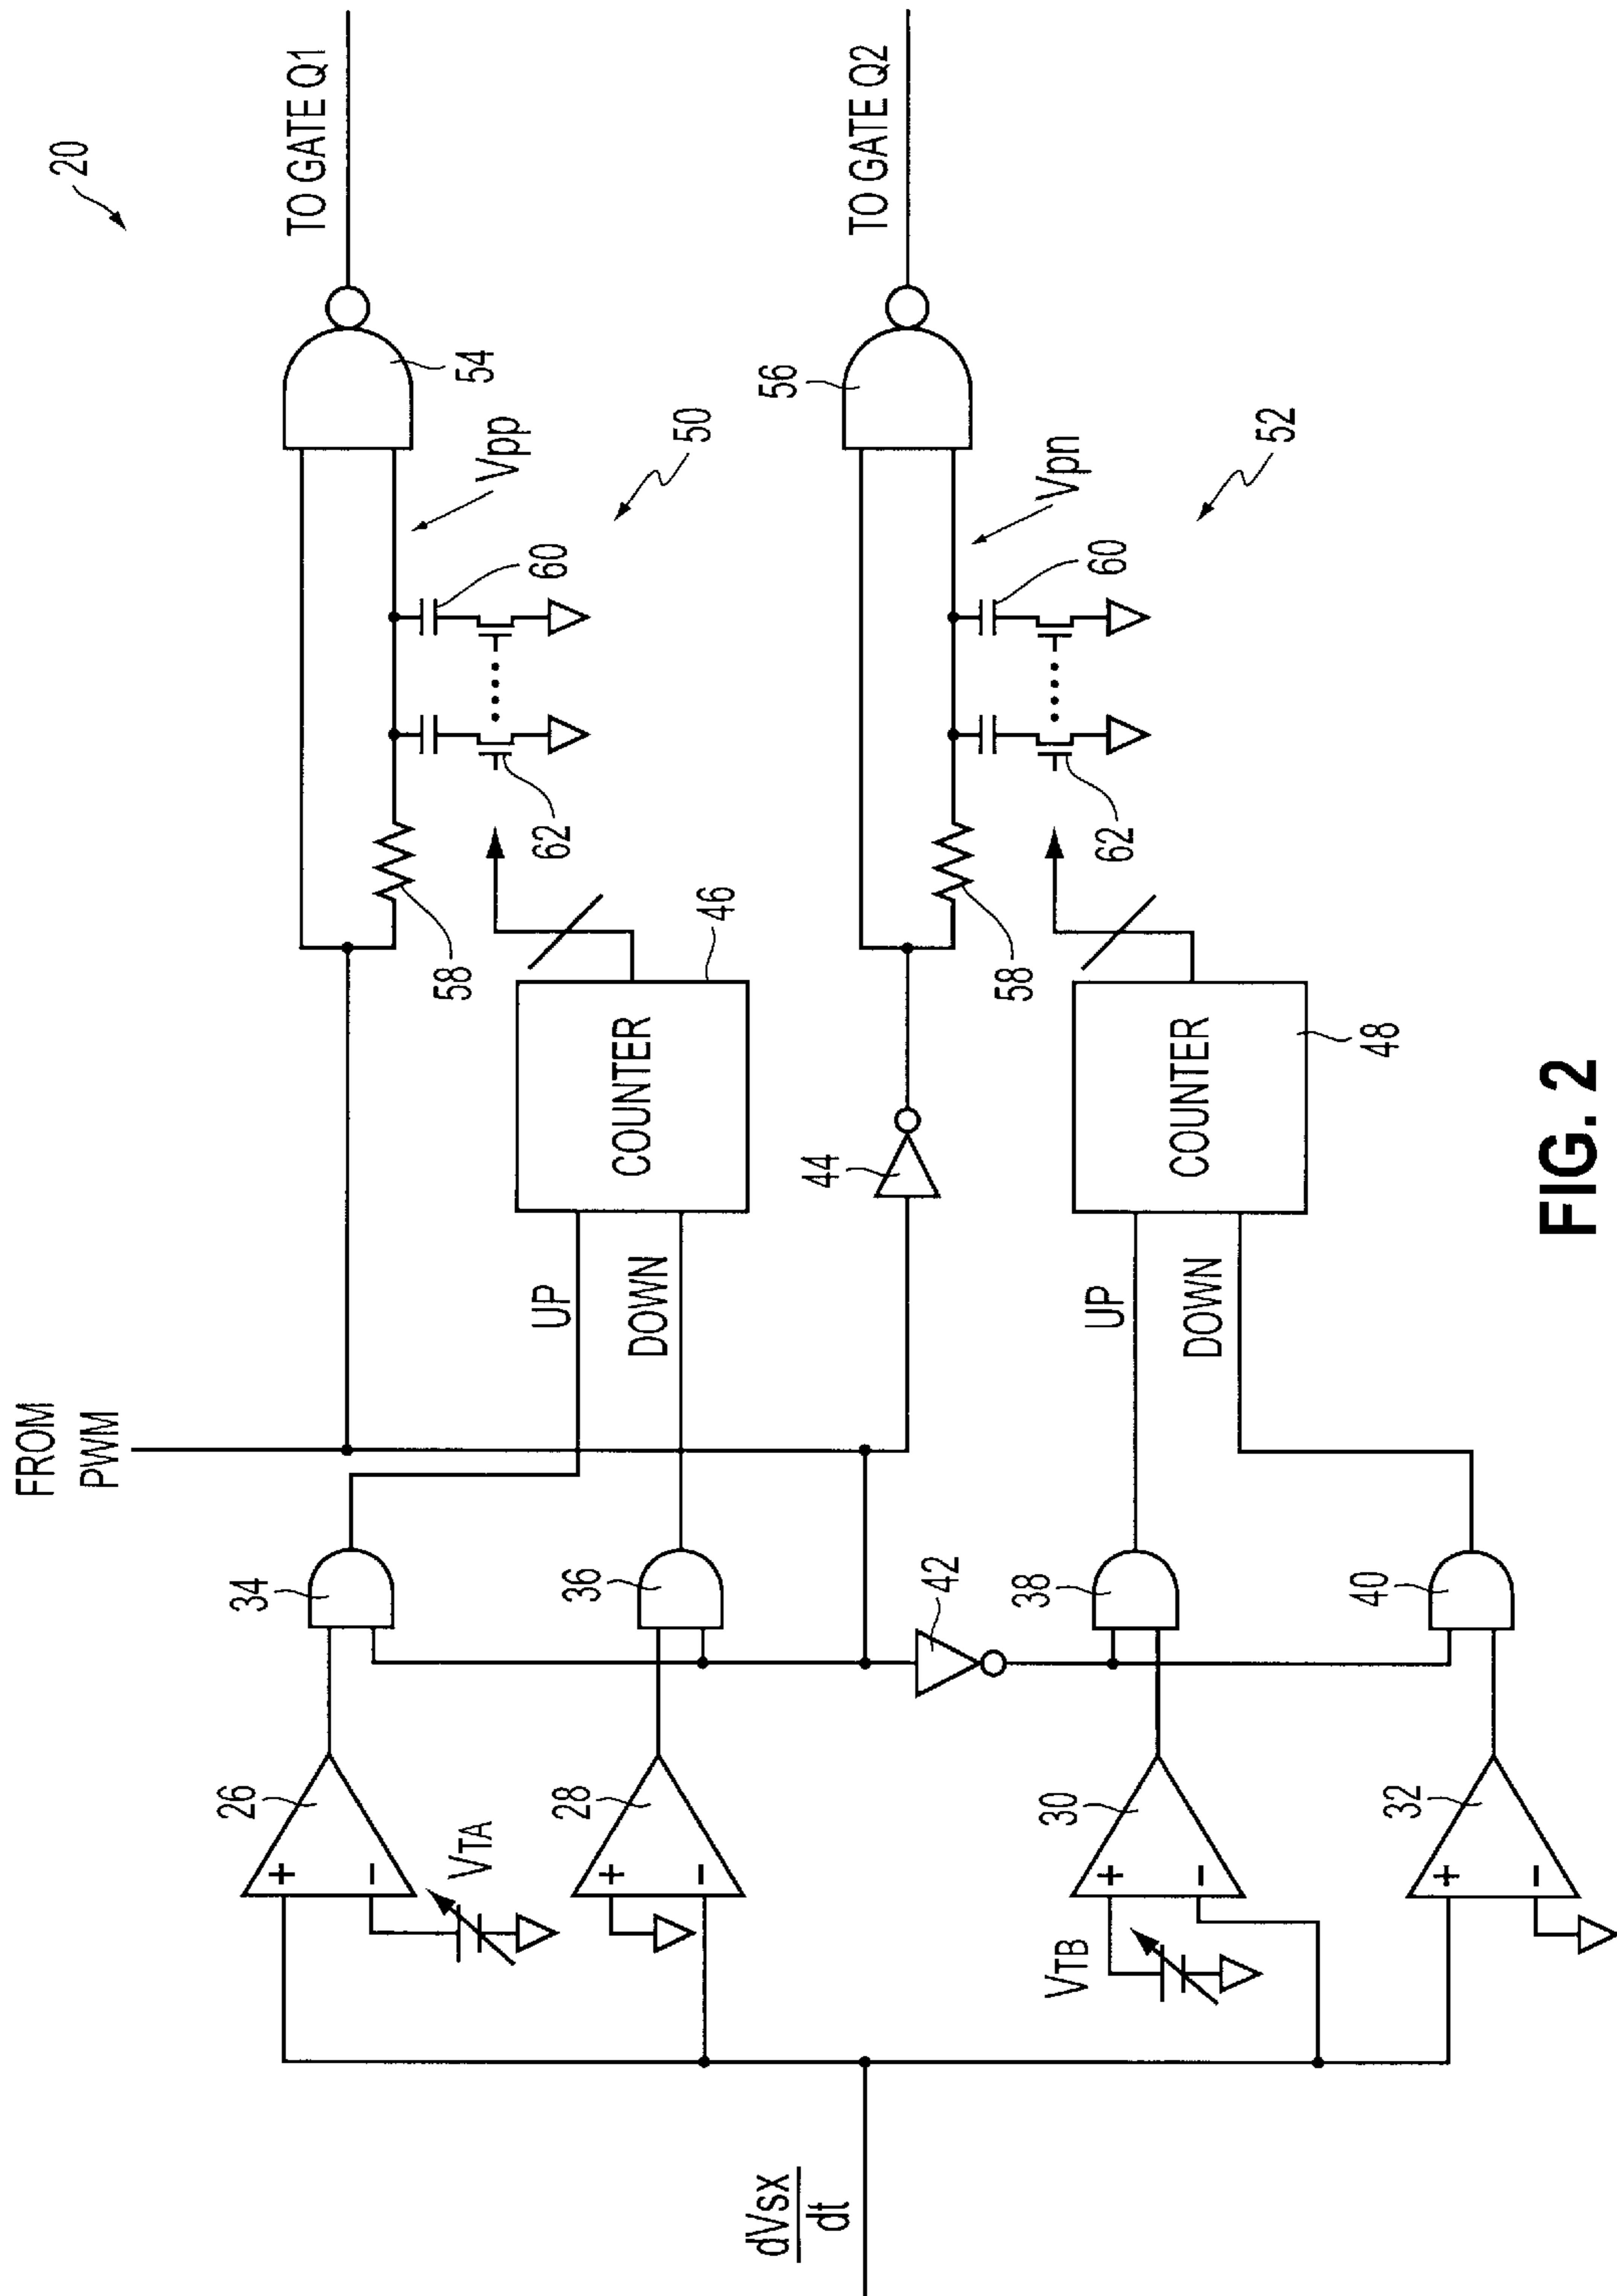 20
TO GATE Q1
54
Vpp
50
60
62
58
46
COUNTER
UP
DOWN
FROM
PWM
34
36
26
VTA
28
TO GATE Q2
56
Vpn
52
60
62
58
44
COUNTER
48
UP
DOWN
42
38
40
30
VTB
32
dVsx
dt
FIG. 2